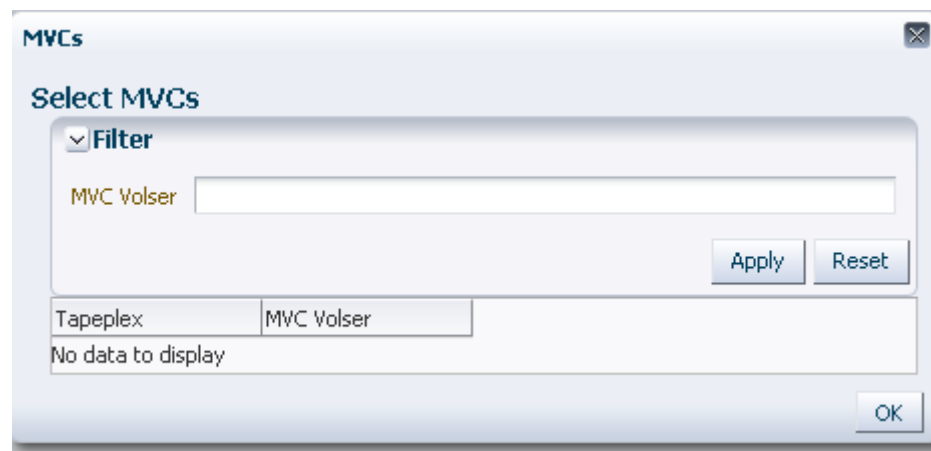 MVCs
Select MVCs
Filter
MVC Volser
Apply Reset
Tapeplex MVC Volser
No data to display
OK